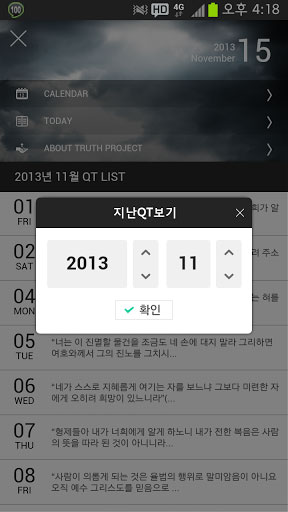 100
HD 4G 오후 4:18
2013
November 15
CALENDAR
TODAY
ABOUT TRUTH PROJECT
2013년 11월 QT LIST
지난QT보기
2013 11
확인
01
FRI
02
SAT
려 주소
04
MON
05
TUE
"너는 이 진멸할 물건을 조금도 네 손에 대지 말라 그리하면
여호와께서 그의 진노를 그치시...
06
WED
"네가 스스로 지혜롭게 여기는 자를 보느냐 그보다 미련한 자
에게 오히려 희망이 있느니라"(...
07
THU
"형제들아 내가 너희에게 알게 하노니 내가 전한 복음은 사람
의 뜻을 따라 된 것이 아니니라...
08
FRI
"사람이 의롭게 되는 것은 율법의 행위로 말미암음이 아니요
오직 예수 그리스도를 믿음으로 ...